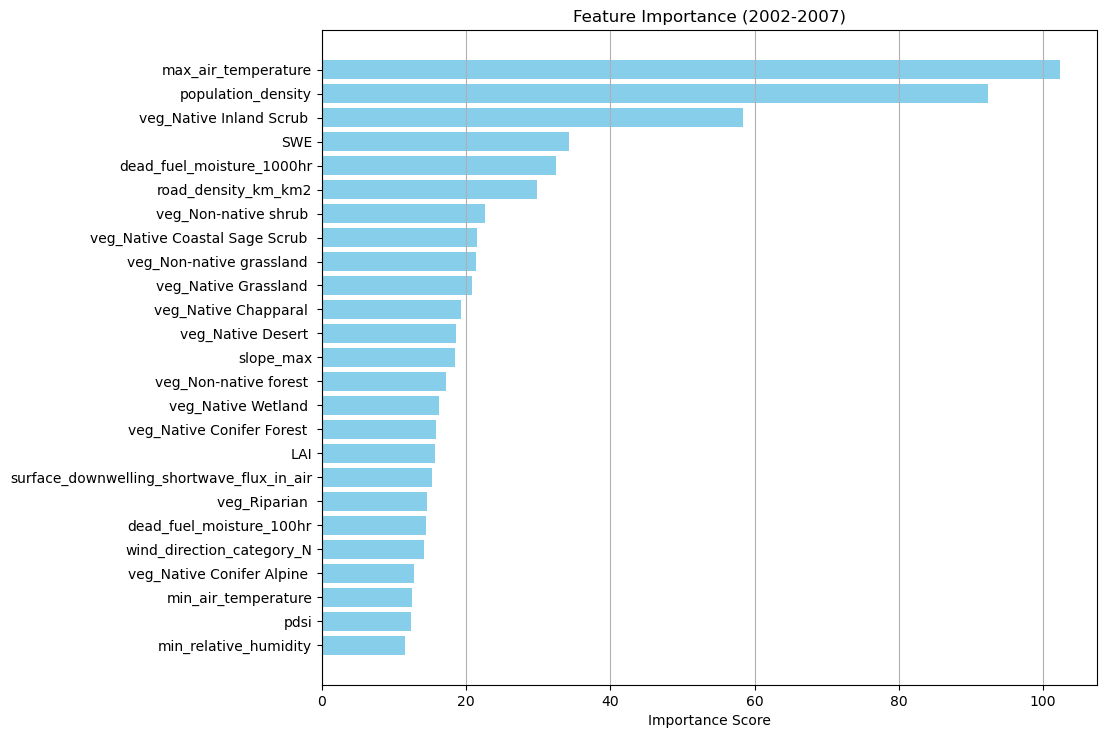 Feature Importance (2002-2007)
max_air_temperature
population_density
veg_Native Inland Scrub
SWE
dead_fuel_moisture_1000hr
road_density_km_km2
veg_Non-native shrub
veg_Native Coastal Sage Scrub
veg_Non-native grassland
veg_Native Grassland
veg_Native Chapparal
veg_Native Desert
slope_max
veg_Non-native forest
veg_Native Wetland
veg_Native Conifer Forest
LAI
surface_downwelling_shortwave_flux_in_air
veg_Riparian
dead_fuel_moisture_100hr
wind_direction_category_N
veg_Native Conifer Alpine
min_air_temperature
pdsi
min_relative_humidity
0 20 40 60 80 100
Importance Score